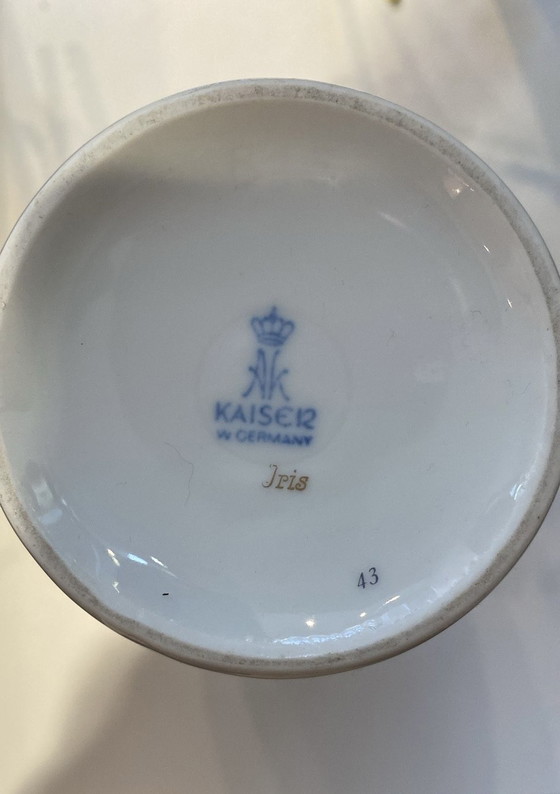 AK
KAISER
W GERMANY
Iris
43